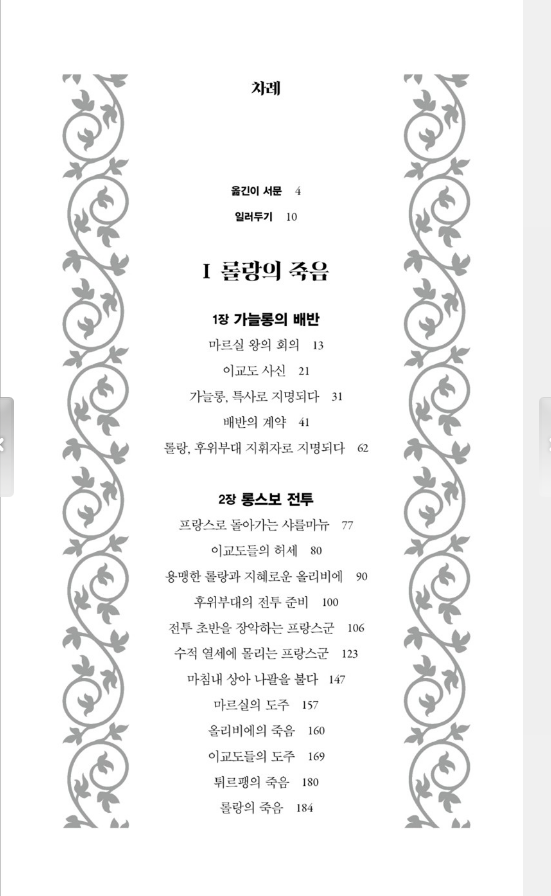 차례
옮긴이 서문 4
일러두기 10
I 롤랑의 죽음
1장 가늘롱의 배반
마르실 왕의 회의 13
이교도 사신 21
가늘롱, 특사로 지명되다 31
배반의 계약 41
롤랑, 후위부대 지휘자로 지명되다 62
2장 롱스보 전투
프랑스로 돌아가는 샤를마뉴 77
이교도들의 허세 80
용맹한 롤랑과 지혜로운 올리비에 90
후위부대의 전투 준비 100
전투 초반을 장악하는 프랑스군 106
수적 열세에 몰리는 프랑스군 123
마침내 상아 나팔을 불다 147
마르실의 도주 157
올리비에의 죽음 160
이교도들의 도주 169
튀르팽의 죽음 180
롤랑의 죽음 184